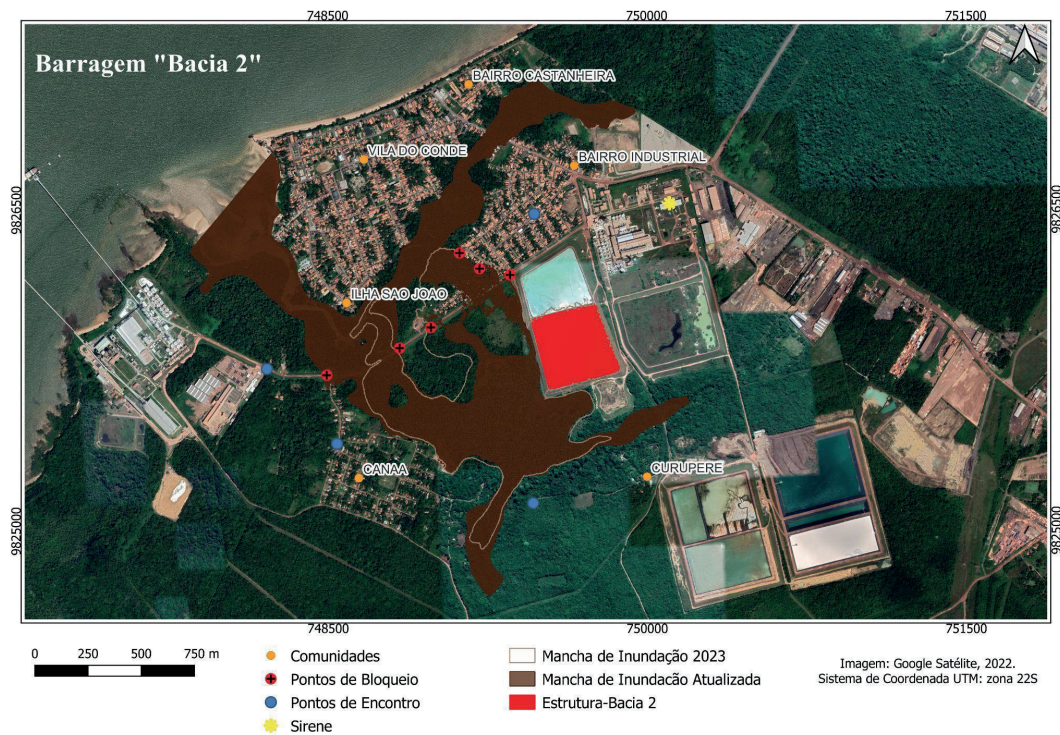 748500 750000 751500
Barragem "Bacia 2"
BAIRRO CASTANHEIRA
VILA DO CONDE
BAIRRO INDUSTRIAL
9826500 9826500
ILHA SAO JOAO
CANAA
CURUPERE
9825000 9825000
748500 750000 751500
0 250 500 750 m
Comunidades
Pontos de Bloqueio
Pontos de Encontro
Sirene
Mancha de Inundação 2023
Mancha de Inundacão Atualizada
Estrutura-Bacia 2
Imagem: Google Satélite, 2022.
Sistema de Coordenada UTM: zona 22S